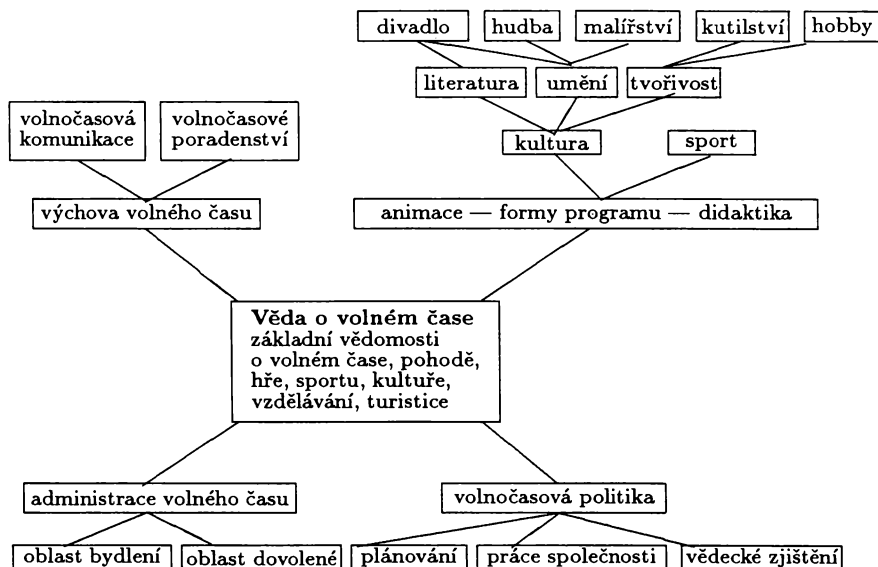 divadlo hudba malířství kutilství hobby
literatura umění tvořivost
volnočasová
komunikace
volnočasové
poradenství
kultura sport
výchova volného času
animace — formy programu — didaktika
Věda o volném čase
základní vědomosti
o volném čase, pohodě,
hře, sportu, kultuře,
vzdělávání, turistice
administrace volného času
volnočasová politika
oblast bydlení oblast dovolené plánování práce společnosti vědecké zjištění